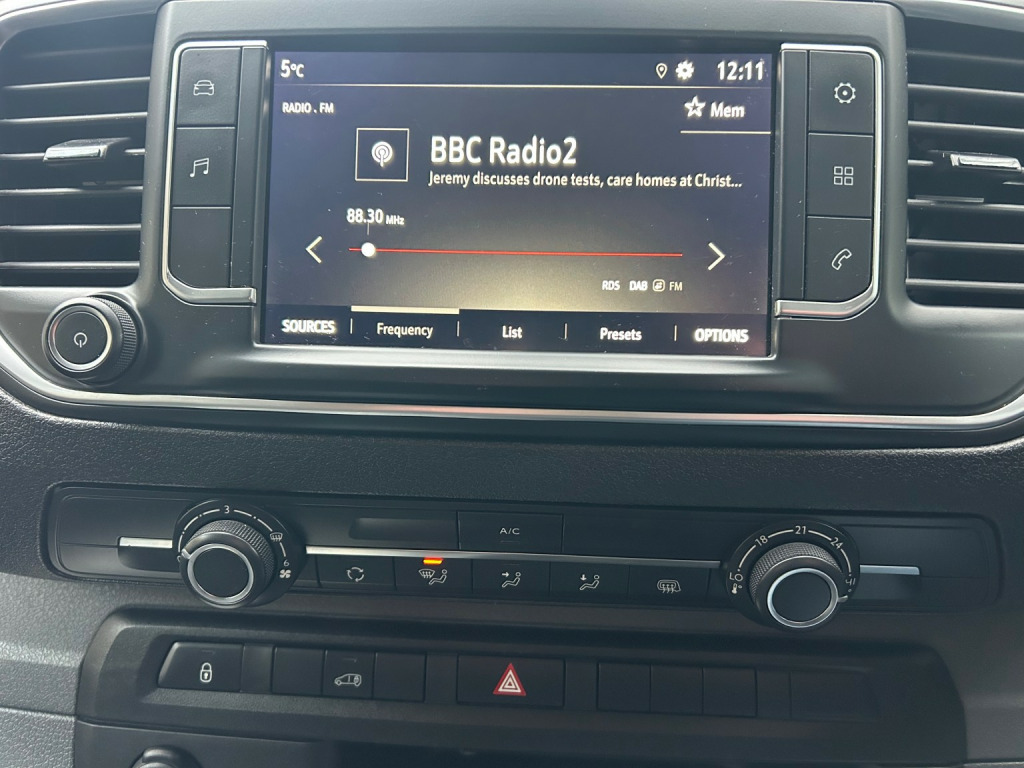 5°C
12:11
RADIO . FM
Mem
BBC Radio2
Jeremy discusses drone tests, care homes at Christ...
88.30 MHz
RDS DAB FM
SOURCES Frequency List Presets OPTIONS
3
6
A/C
LO 18 21 24